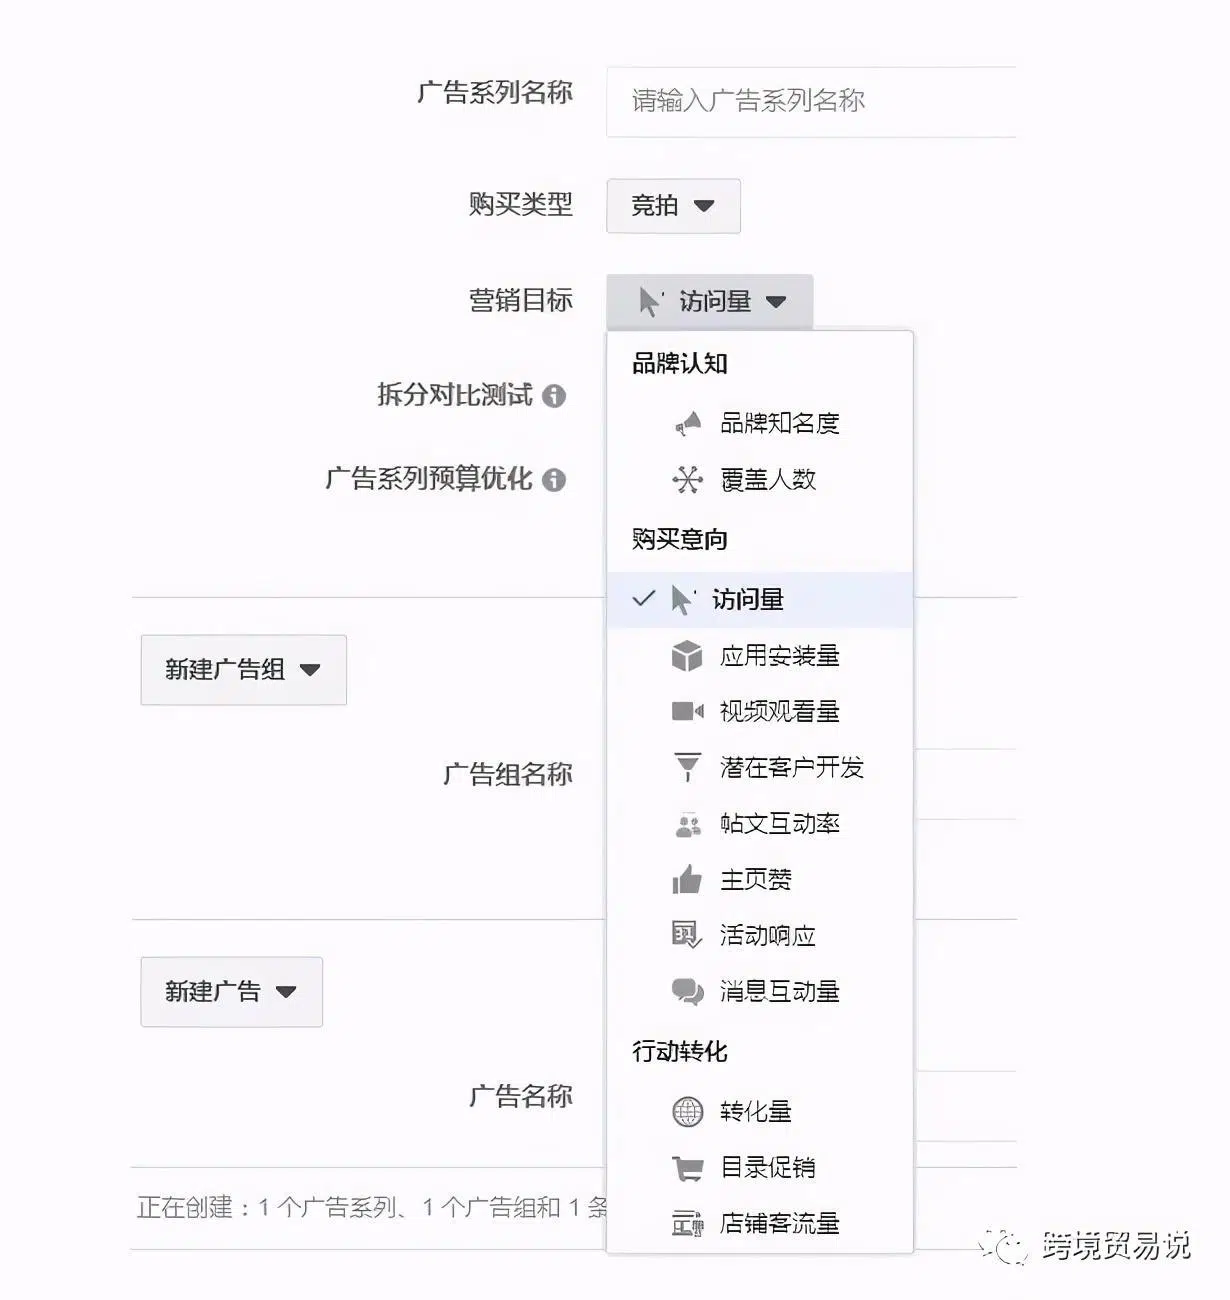 广告系列名称
请输入广告系列名称
购买类型
竞拍
营销目标
访问量
拆分对比测试
广告系列预算优化
品牌认知
品牌知名度
覆盖人数
购买意向
访问量
应用安装量
视频观看量
潜在客户开发
帖文互动率
主页赞
活动响应
消息互动量
行动转化
转化量
目录促销
店铺客流量
新建广告组
广告组名称
新建广告
广告名称
正在创建：1 个广告系列、1 个广告组和 1 条
跨境贸易说